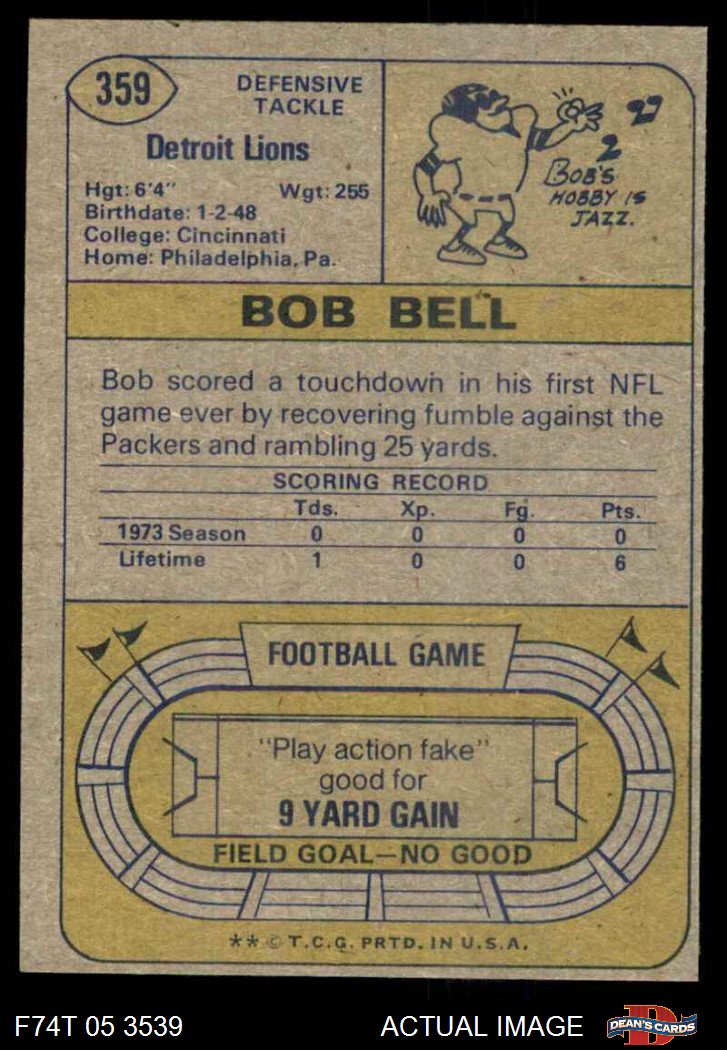 359
DEFENSIVE
TACKLE
Detroit Lions
Hgt: 6'4" Wgt: 255
Birthdate: 1-2-48
College: Cincinnati
Home: Philadelphia, Pa.
BOB'S
HOBBY IS
JAZZ.
BOB BELL
Bob scored a touchdown in his first NFL
game ever by recovering fumble against the
Packers and rambling 25 yards.
SCORING RECORD
Tds. Xp. Fg. Pts.
1973 Season 0 0 0 0
Lifetime 1 0 0 6
FOOTBALL GAME
"Play action fake"
good for
9 YARD GAIN
FIELD GOAL—NO GOOD
** © T.C.G. PRTD. IN U.S.A.
F74T 05 3539 ACTUAL IMAGE
D
DEAN'S CARDS